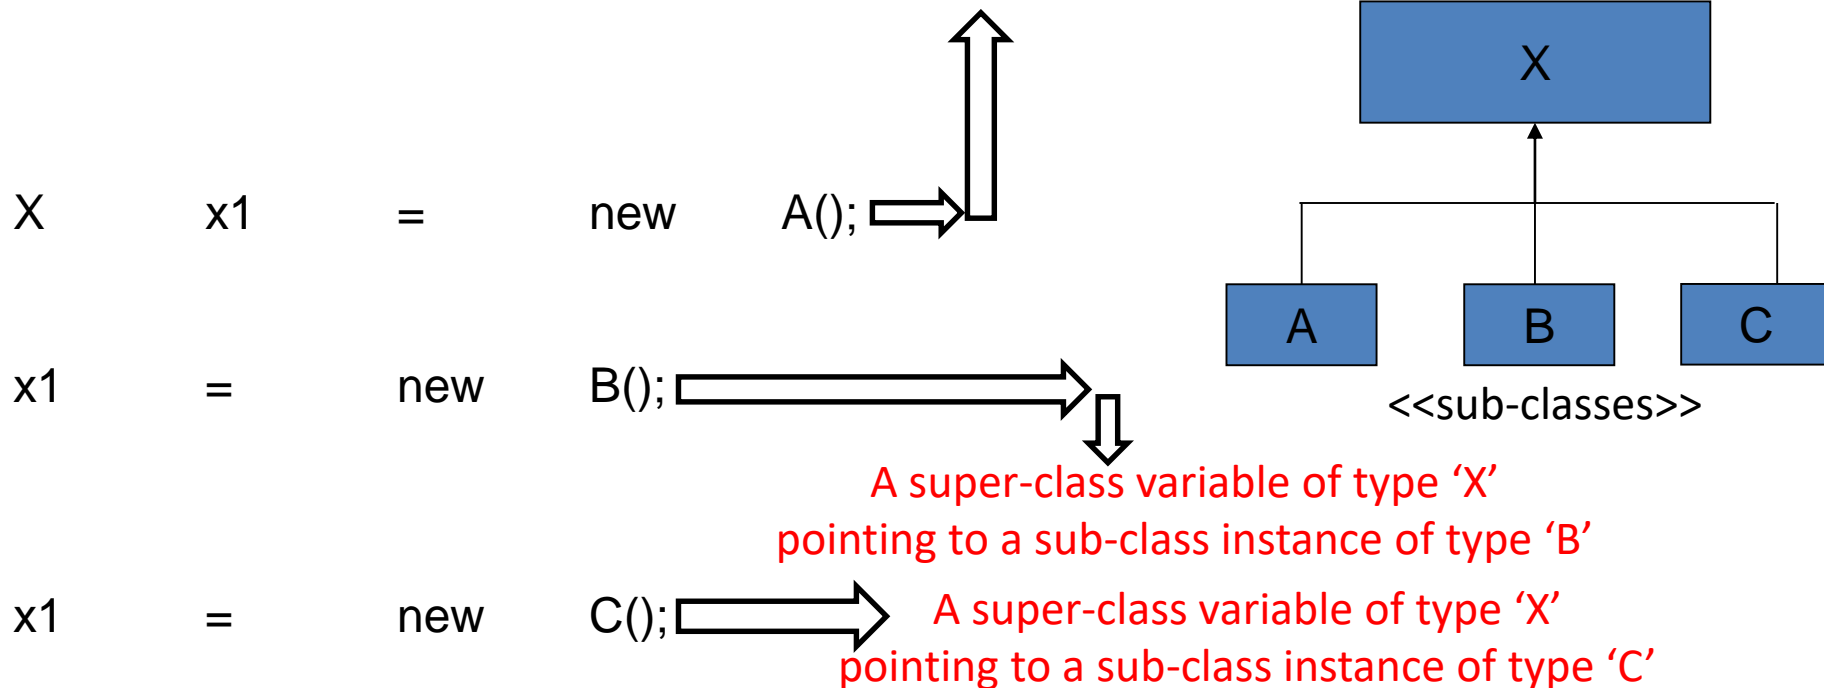 X
X x1 = new A();
A B C
x1 = new B();
<<sub-classes>>
A super-class variable of type ‘X’
pointing to a sub-class instance of type ‘B’
x1 = new C();
A super-class variable of type ‘X’
pointing to a sub-class instance of type ‘C’